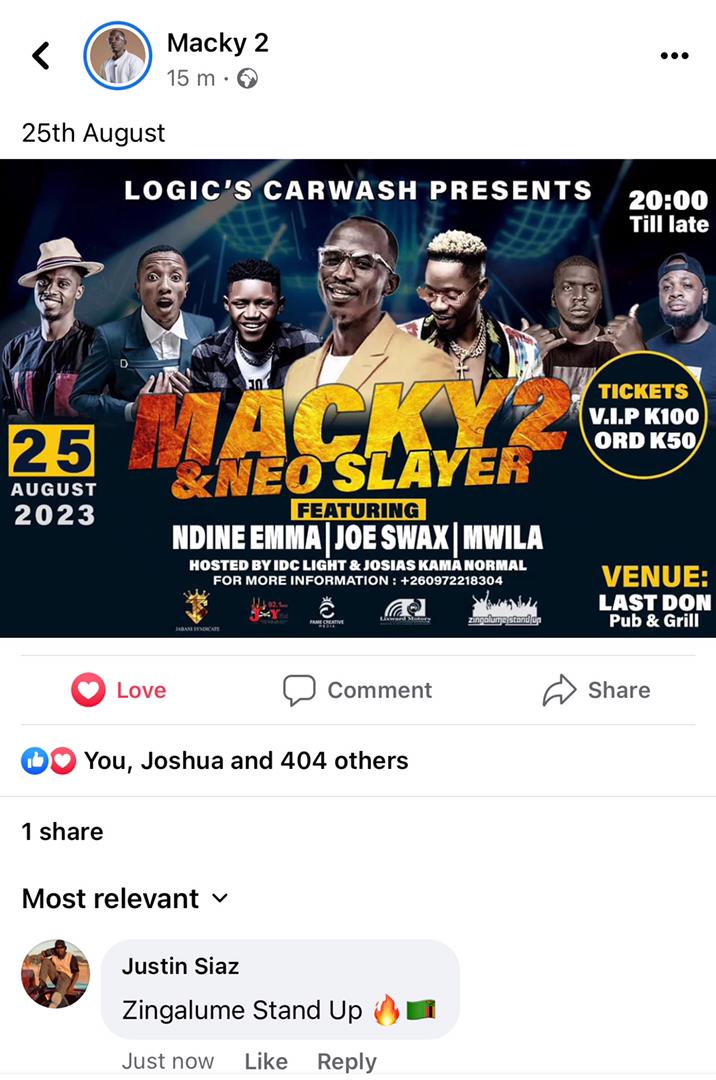 Macky 2
15 m ·
25th August
LOGIC'S CARWASH PRESENTS
20:00
Till late
TICKETS
V.I.P K100
ORD K50
MACKY2
& NEO SLAYER
25
AUGUST
2023
FEATURING
NDINE EMMA | JOE SWAX | MWILA
HOSTED BY IDC LIGHT & JOSIAS KAMA NORMAL
FOR MORE INFORMATION : +260972218304
VENUE:
LAST DON
Pub & Grill
JABANI SYNDICATE
92.1
FAME CREATIVE
MEDIA
Lixward Motors
zingalume stand up
Love
Comment
Share
You, Joshua and 404 others
1 share
Most relevant
Justin Siaz
Zingalume Stand Up 🔥🇿🇲
Just now Like Reply